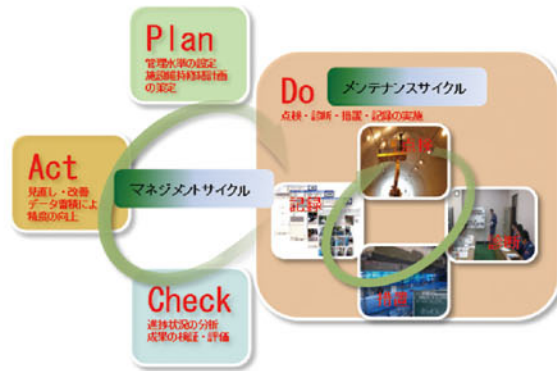 Plan
管理水準の設定
施設維持修繕計画
の策定
Do
メンテナンスサイクル
点検・診断・措置・記録の実施
点検
Act
見直し・改善
データ蓄積によ
精度の向上
マネジメントサイクル
記録
診断
措置
Check
進捗状況の分析
成果の検証・評価